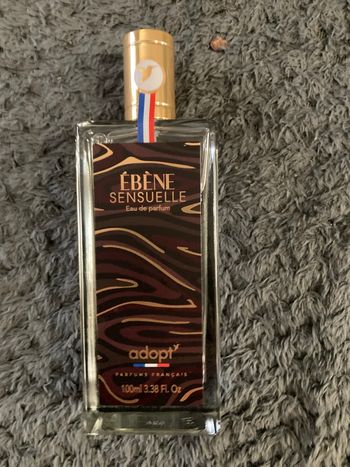 ÉBÈNE
SENSUELLE
Eau de parfum
adopt'
PARFUMS FRANÇAIS
100ml 3.38 Fl. Oz